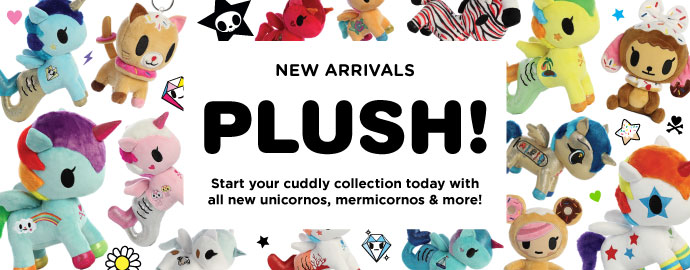 NEW ARRIVALS
PLUSH!
Start your cuddly collection today with
all new unicornos, mermicornos & more!